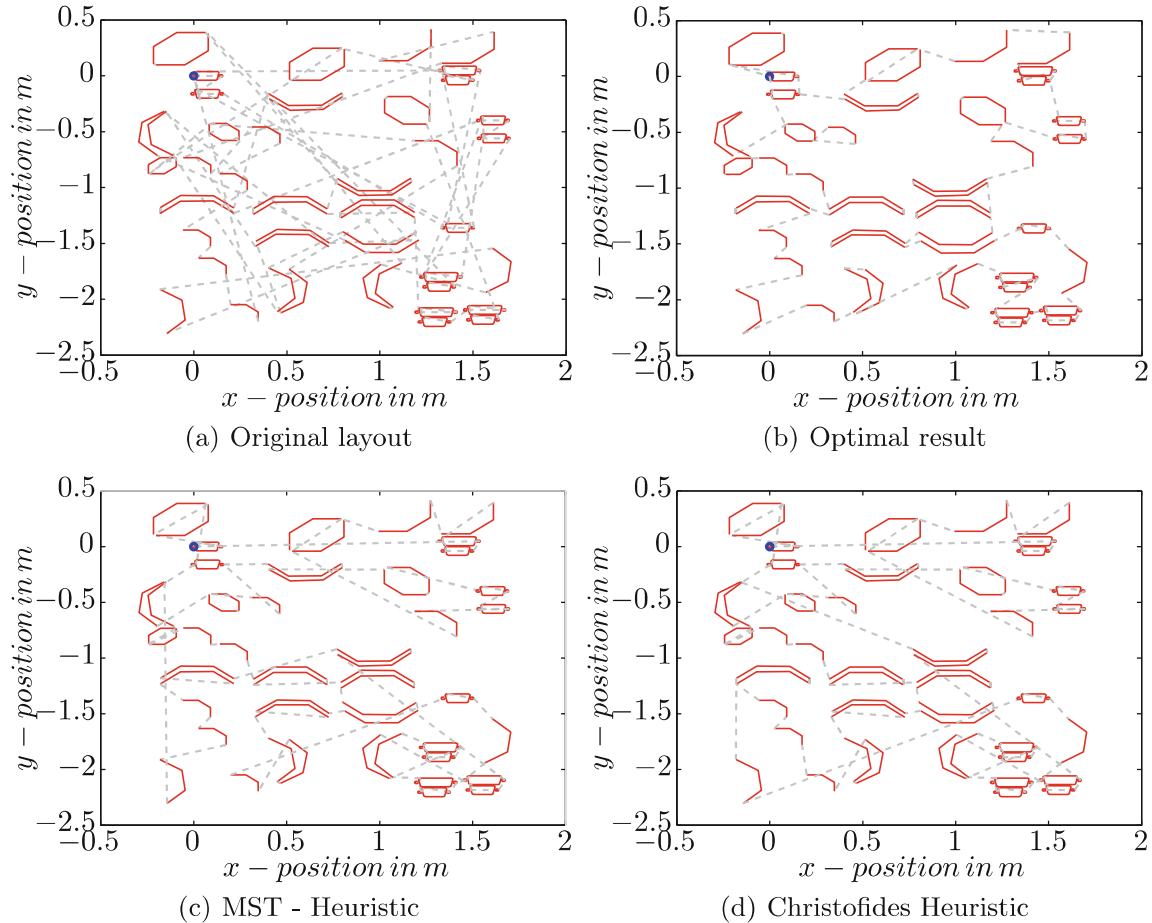 0.5
0
−0.5
−1
−1.5
−2
−2.5
y − position in m
−0.5 0 0.5 1 1.5 2
x − position in m
(a) Original layout
0.5
0
−0.5
−1
−1.5
−2
−2.5
y − position in m
−0.5 0 0.5 1 1.5 2
x − position in m
(b) Optimal result
0.5
0
−0.5
−1
−1.5
−2
−2.5
y − position in m
−0.5 0 0.5 1 1.5 2
x − position in m
(c) MST - Heuristic
0.5
0
−0.5
−1
−1.5
−2
−2.5
y − position in m
−0.5 0 0.5 1 1.5 2
x − position in m
(d) Christofides Heuristic